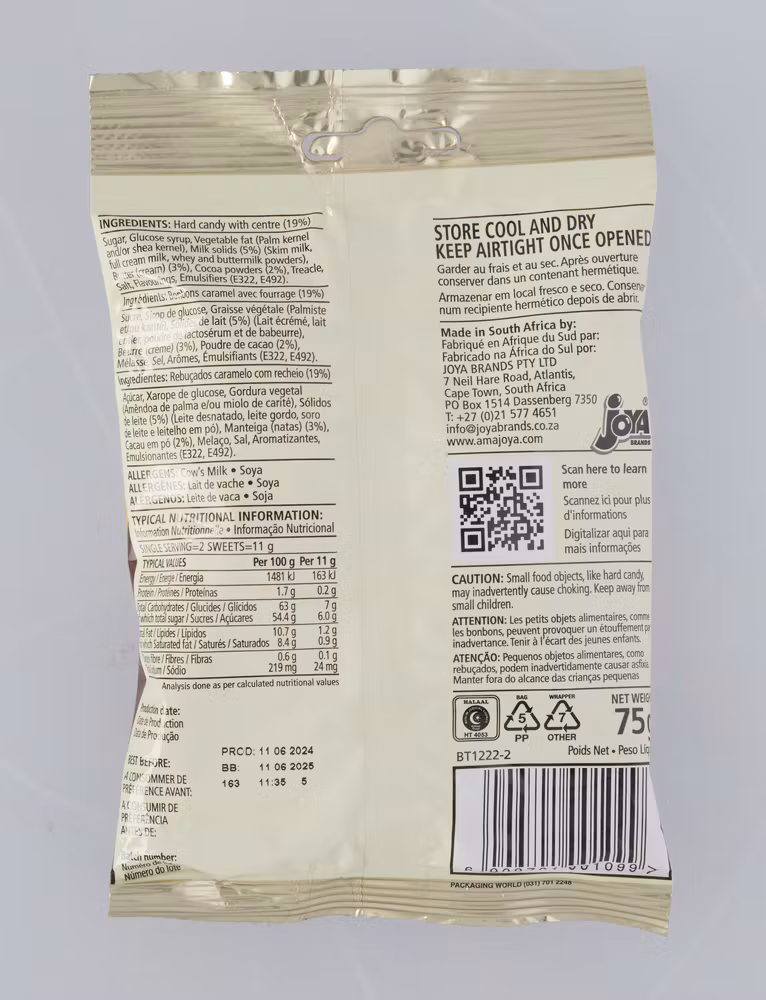 INGREDIENTS: Hard candy with centre (19%)
Sugar, Glucose syrup, Vegetable fat (Palm kernel
and/or shea kernel), Milk solids (5%) (Skim milk,
full cream milk, whey and buttermilk powders),
(cream) (3%), Cocoa powders (2%), Treacle,
Salt, Flavourings, Emulsifiers (E322, E492).
Ingrédients: Bonbons caramel avec fourrage (19%)
Sucre, Sirop de glucose, Graisse végétale (Palmiste
et/ou karité), Solides de lait (5%) (Lait écrémé, lait
poudre de lactosérum et de babeurre),
Beurre (creme) (3%), Poudre de cacao (2%),
Mélasse, Sel, Arômes, Émulsifiants (E322, E492).
Ingredientes: Rebuçados caramelo com recheio (19%)
Açúcar, Xarope de glucose, Gordura vegetal
(Amêndoa de palma e/ou miolo de carité), Sólidos
de leite (5%) (Leite desnatado, leite gordo, soro
de leite e leitelho em pó), Manteiga (natas) (3%),
Cacau em pó (2%), Melaço, Sal, Aromatizantes,
Emulsionantes (E322, E492).
ALLERGENS: Cow's Milk • Soya
ALLERGÈNES: Lait de vache • Soya
ALERGENOS: Leite de vaca • Soja
TYPICAL NUTRITIONAL INFORMATION:
Information Nutritionnelle • Informação Nutricional
SINGLE SERVING=2 SWEETS=11 g
TYPICAL VALUES Per 100 g Per 11 g
Energy / Énergie / Energia 1481 kJ 163 kJ
Protein / Protéines / Proteínas 1.7 g 0.2 g
Total Carbohydrates / Glucides / Glícidos 63 g 7 g
which total sugar / Sucres / Açúcares 54.4 g 6.0 g
Fat / Lipides / Lípidos 10.7 g 1.2 g
which Saturated fat / Saturés / Saturados 8.4 g 0.9 g
fibre / Fibres / Fibras 0.6 g 0.1 g
/ Sódio 219 mg 24 mg
Analysis done as per calculated nutritional values
Production date:
Date de Production
Data de Produção
PROD: 11 06 2024
BEST BEFORE:
BB: 11 06 2025
À CONSOMMER DE
PRÉFÉRENCE AVANT:
163 11:35 5
A CONSUMIR DE
PREFERÊNCIA
ANTES DE:
Batch number:
Numéro de
Número do lote
STORE COOL AND DRY
KEEP AIRTIGHT ONCE OPENED
Garder au frais et au sec. Après ouverture
conserver dans un contenant hermétique.
Armazenar em local fresco e seco.
num recipiente hermético depois de abrir.
Made in South Africa by:
Fabriqué en Afrique du Sud par:
Fabricado na África do Sul por:
JOYA BRANDS PTY LTD
7 Neil Hare Road, Atlantis,
Cape Town, South Africa
PO Box 1514 Dassenberg 7350
T: +27 (0)21 577 4651
info@joyabrands.co.za
www.amajoya.com
JOYA
BRANDS
®
Scan here to learn
more
Scannez ici pour plus
d'informations
Digitalizar aqui para
mais informações
CAUTION: Small food objects, like hard candy,
may inadvertently cause choking. Keep away from
small children.
ATTENTION: Les petits objets alimentaires, comme
les bonbons, peuvent provoquer un étouffement
inadvertance. Tenir à l'écart des jeunes enfants.
ATENÇÃO: Pequenos objetos alimentares, como
rebuçados, podem inadvertidamente causar
Manter fora do alcance das crianças pequenas
HALAAL
HT 4053
BAG
5
PP
WRAPPER
7
OTHER
NET
75g
Poids Net • Peso
BT1222-2
PACKAGING WORLD (031) 701 2248